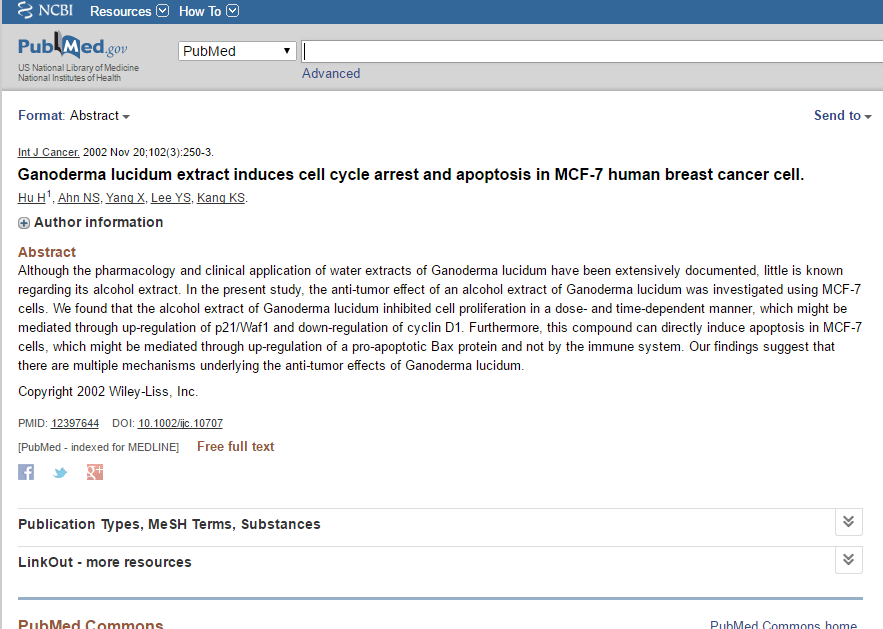 NCBI Resources How To
PubMed.gov
US National Library of Medicine
National Institutes of Health
PubMed
Advanced
Format: Abstract
Send to
Int J Cancer. 2002 Nov 20;102(3):250-3.
Ganoderma lucidum extract induces cell cycle arrest and apoptosis in MCF-7 human breast cancer cell.
Hu H1, Ahn NS, Yang X, Lee YS, Kang KS.
Author information
Abstract
Although the pharmacology and clinical application of water extracts of Ganoderma lucidum have been extensively documented, little is known
regarding its alcohol extract. In the present study, the anti-tumor effect of an alcohol extract of Ganoderma lucidum was investigated using MCF-7
cells. We found that the alcohol extract of Ganoderma lucidum inhibited cell proliferation in a dose- and time-dependent manner, which might be
mediated through up-regulation of p21/Waf1 and down-regulation of cyclin D1. Furthermore, this compound can directly induce apoptosis in MCF-7
cells, which might be mediated through up-regulation of a pro-apoptotic Bax protein and not by the immune system. Our findings suggest that
there are multiple mechanisms underlying the anti-tumor effects of Ganoderma lucidum.
Copyright 2002 Wiley-Liss, Inc.
PMID: 12397644 DOI: 10.1002/ijc.10707
[PubMed - indexed for MEDLINE] Free full text
Publication Types, MeSH Terms, Substances
LinkOut - more resources
PubMed Commons
PubMed Commons home